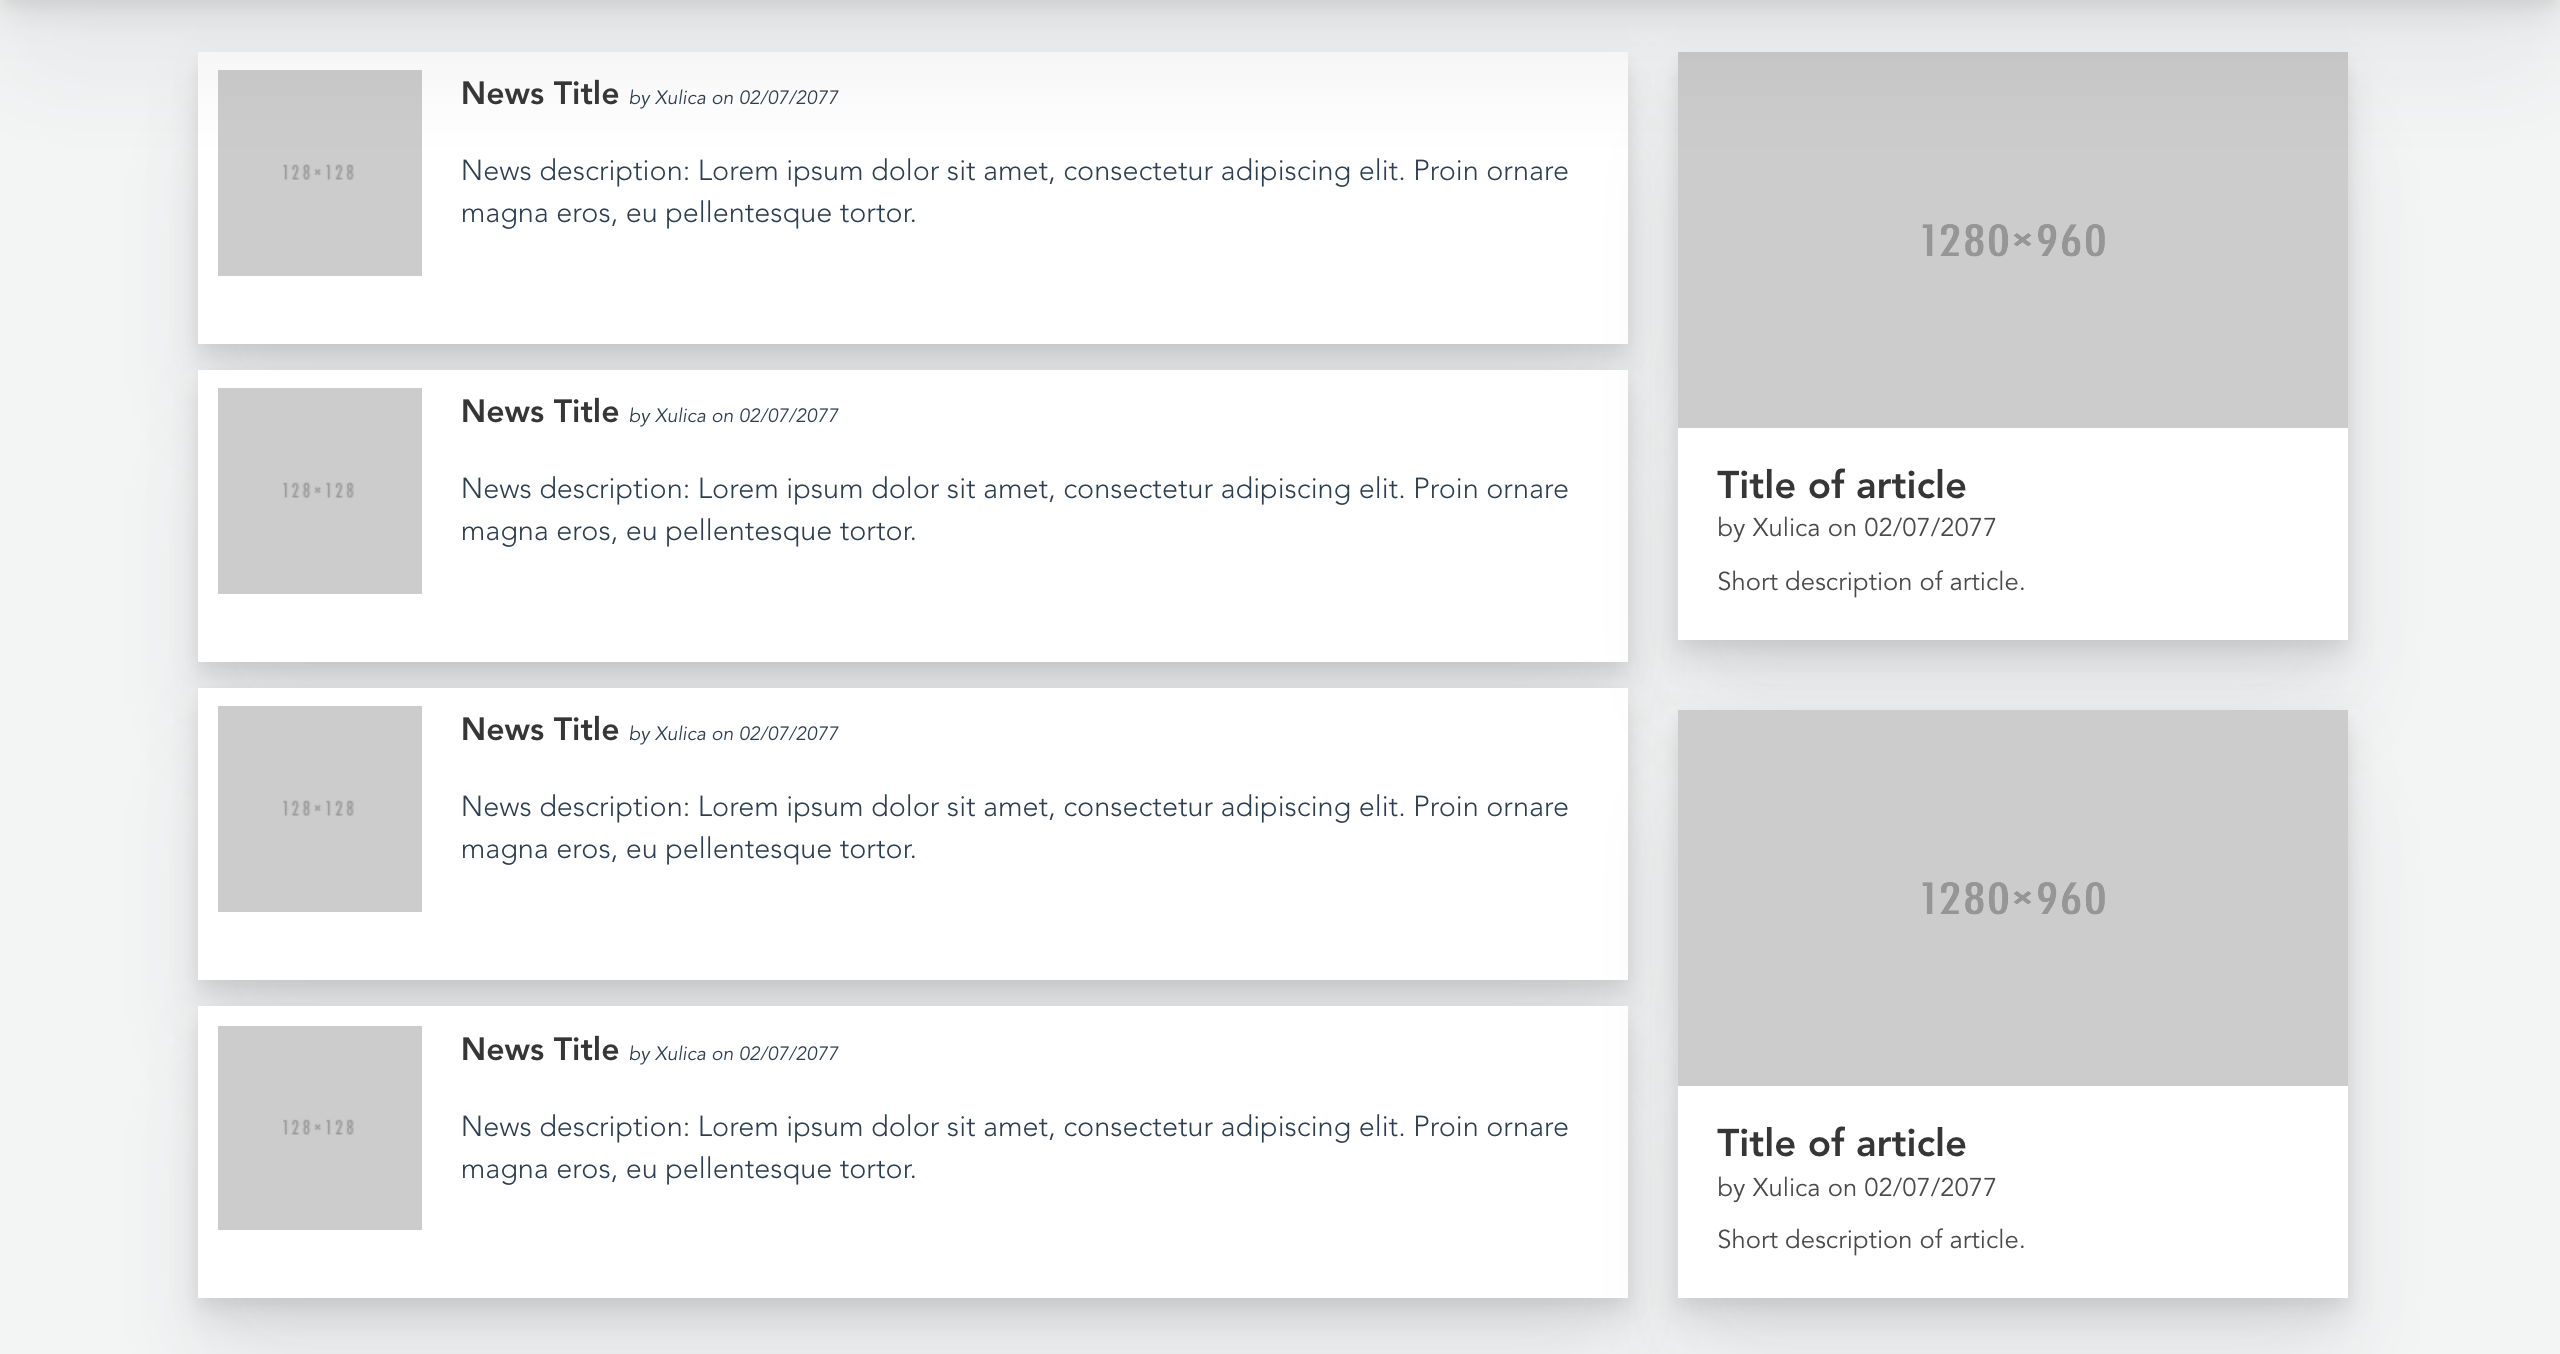 128×128
News Title by Xulica on 02/07/2077
News description: Lorem ipsum dolor sit amet, consectetur adipiscing elit. Proin ornare
magna eros, eu pellentesque tortor.
128×128
News Title by Xulica on 02/07/2077
News description: Lorem ipsum dolor sit amet, consectetur adipiscing elit. Proin ornare
magna eros, eu pellentesque tortor.
128×128
News Title by Xulica on 02/07/2077
News description: Lorem ipsum dolor sit amet, consectetur adipiscing elit. Proin ornare
magna eros, eu pellentesque tortor.
128×128
News Title by Xulica on 02/07/2077
News description: Lorem ipsum dolor sit amet, consectetur adipiscing elit. Proin ornare
magna eros, eu pellentesque tortor.
1280×960
Title of article
by Xulica on 02/07/2077
Short description of article.
1280×960
Title of article
by Xulica on 02/07/2077
Short description of article.